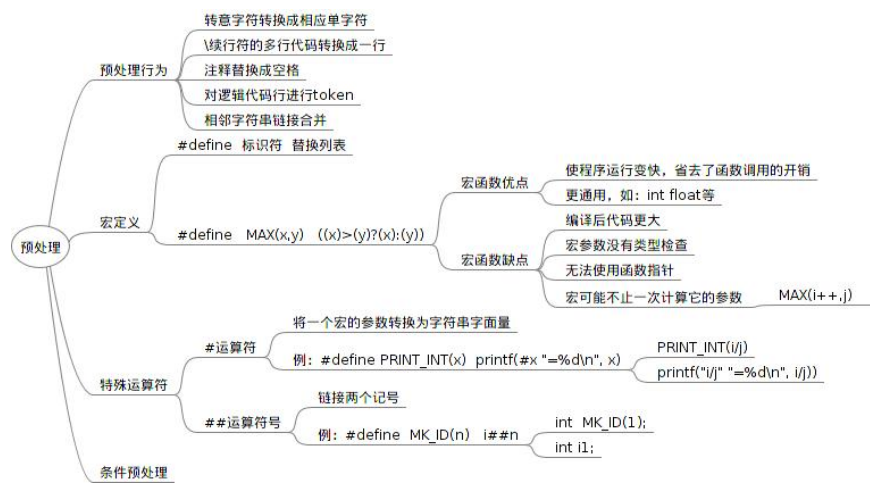 预处理
预处理行为
转意字符转换成相应单字符
\续行符的多行代码转换成一行
注释替换成空格
对逻辑代码行进行token
相邻字符串链接合并
宏定义
#define 标识符 替换列表
#define MAX(x,y) ((x)>(y)?(x):(y))
宏函数优点
使程序运行变快，省去了函数调用的开销
更通用，如：int float等
宏函数缺点
编译后代码更大
宏参数没有类型检查
无法使用函数指针
宏可能不止一次计算它的参数
MAX(i++,j)
特殊运算符
#运算符
将一个宏的参数转换为字符串字面量
例：#define PRINT_INT(x) printf(#x "=%d\n", x)
PRINT_INT(i/j)
printf("i/j" "=%d\n", i/j))
##运算符号
链接两个记号
例：#define MK_ID(n) i##n
int MK_ID(1);
int i1;
条件预处理